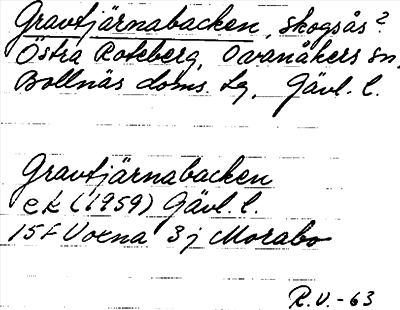 Gravtjärnabacken, skogsås?
Östra Roteberg, Ovanåkers sn,
Bollnäs doms. lg, Gävl. l.
Gravtjärnabacken
ek (1959) Gävl. l.
15F Voxna 3j Morabo
R.V.-63